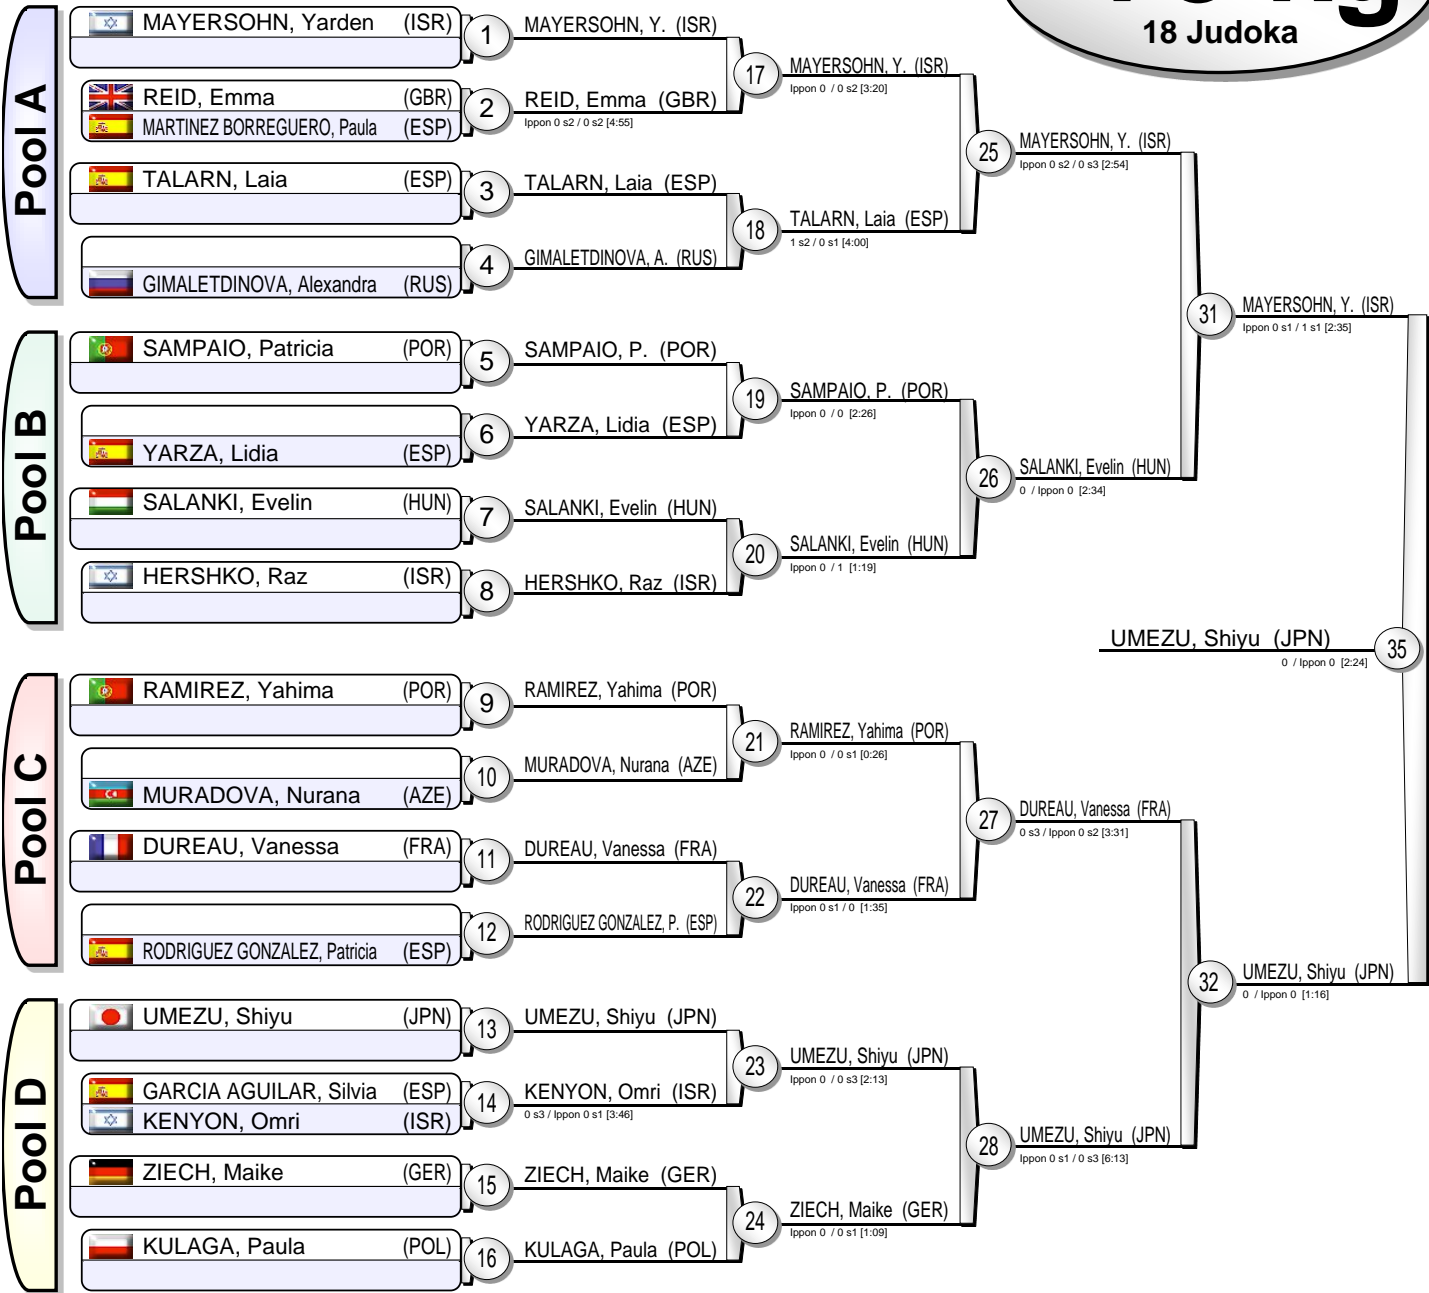 18 Judoka
Pool A
MAYERSOHN, Yarden (ISR)
1
MAYERSOHN, Y. (ISR)
REID, Emma (GBR)
MARTINEZ BORREGUERO, Paula (ESP)
2
REID, Emma (GBR)
Ippon 0 s2 / 0 s2 [4:55]
TALARN, Laia (ESP)
3
TALARN, Laia (ESP)
GIMALETDINOVA, Alexandra (RUS)
4
GIMALETDINOVA, A. (RUS)
17
MAYERSOHN, Y. (ISR)
Ippon 0 / 0 s2 [3:20]
18
TALARN, Laia (ESP)
1 s2 / 0 s1 [4:00]
25
MAYERSOHN, Y. (ISR)
Ippon 0 s2 / 0 s3 [2:54]
Pool B
SAMPAIO, Patricia (POR)
5
SAMPAIO, P. (POR)
YARZA, Lidia (ESP)
6
YARZA, Lidia (ESP)
SALANKI, Evelin (HUN)
7
SALANKI, Evelin (HUN)
HERSHKO, Raz (ISR)
8
HERSHKO, Raz (ISR)
19
SAMPAIO, P. (POR)
Ippon 0 / 0 [2:26]
20
SALANKI, Evelin (HUN)
Ippon 0 / 1 [1:19]
26
SALANKI, Evelin (HUN)
0 / Ippon 0 [2:34]
31
MAYERSOHN, Y. (ISR)
Ippon 0 s1 / 1 s1 [2:35]
Pool C
RAMIREZ, Yahima (POR)
9
RAMIREZ, Yahima (POR)
MURADOVA, Nurana (AZE)
10
MURADOVA, Nurana (AZE)
DUREAU, Vanessa (FRA)
11
DUREAU, Vanessa (FRA)
RODRIGUEZ GONZALEZ, Patricia (ESP)
12
RODRIGUEZ GONZALEZ, P. (ESP)
21
RAMIREZ, Yahima (POR)
Ippon 0 / 0 s1 [0:26]
22
DUREAU, Vanessa (FRA)
Ippon 0 s1 / 0 [1:35]
27
DUREAU, Vanessa (FRA)
0 s3 / Ippon 0 s2 [3:31]
Pool D
UMEZU, Shiyu (JPN)
13
UMEZU, Shiyu (JPN)
GARCIA AGUILAR, Silvia (ESP)
KENYON, Omri (ISR)
14
KENYON, Omri (ISR)
0 s3 / Ippon 0 s1 [3:46]
ZIECH, Maike (GER)
15
ZIECH, Maike (GER)
KULAGA, Paula (POL)
16
KULAGA, Paula (POL)
23
UMEZU, Shiyu (JPN)
Ippon 0 / 0 s3 [2:13]
24
ZIECH, Maike (GER)
Ippon 0 / 0 s1 [1:09]
28
UMEZU, Shiyu (JPN)
Ippon 0 s1 / 0 s3 [6:13]
32
UMEZU, Shiyu (JPN)
0 / Ippon 0 [1:16]
UMEZU, Shiyu (JPN)
0 / Ippon 0 [2:24]
35